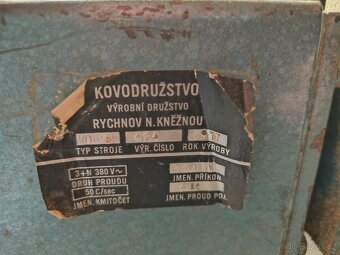 KOVODRUŽSTVO
VÝROBNÍ DRUŽSTVO
RYCHNOV N.KNĚŽNOU
TYP STROJE VÝR. ČÍSLO ROK VÝROBY
3+N 380 V~
DRUH PROUDU JMEN. PŘÍKON
50 C/sec
JMEN. KMITOČET JMEN. PROUD